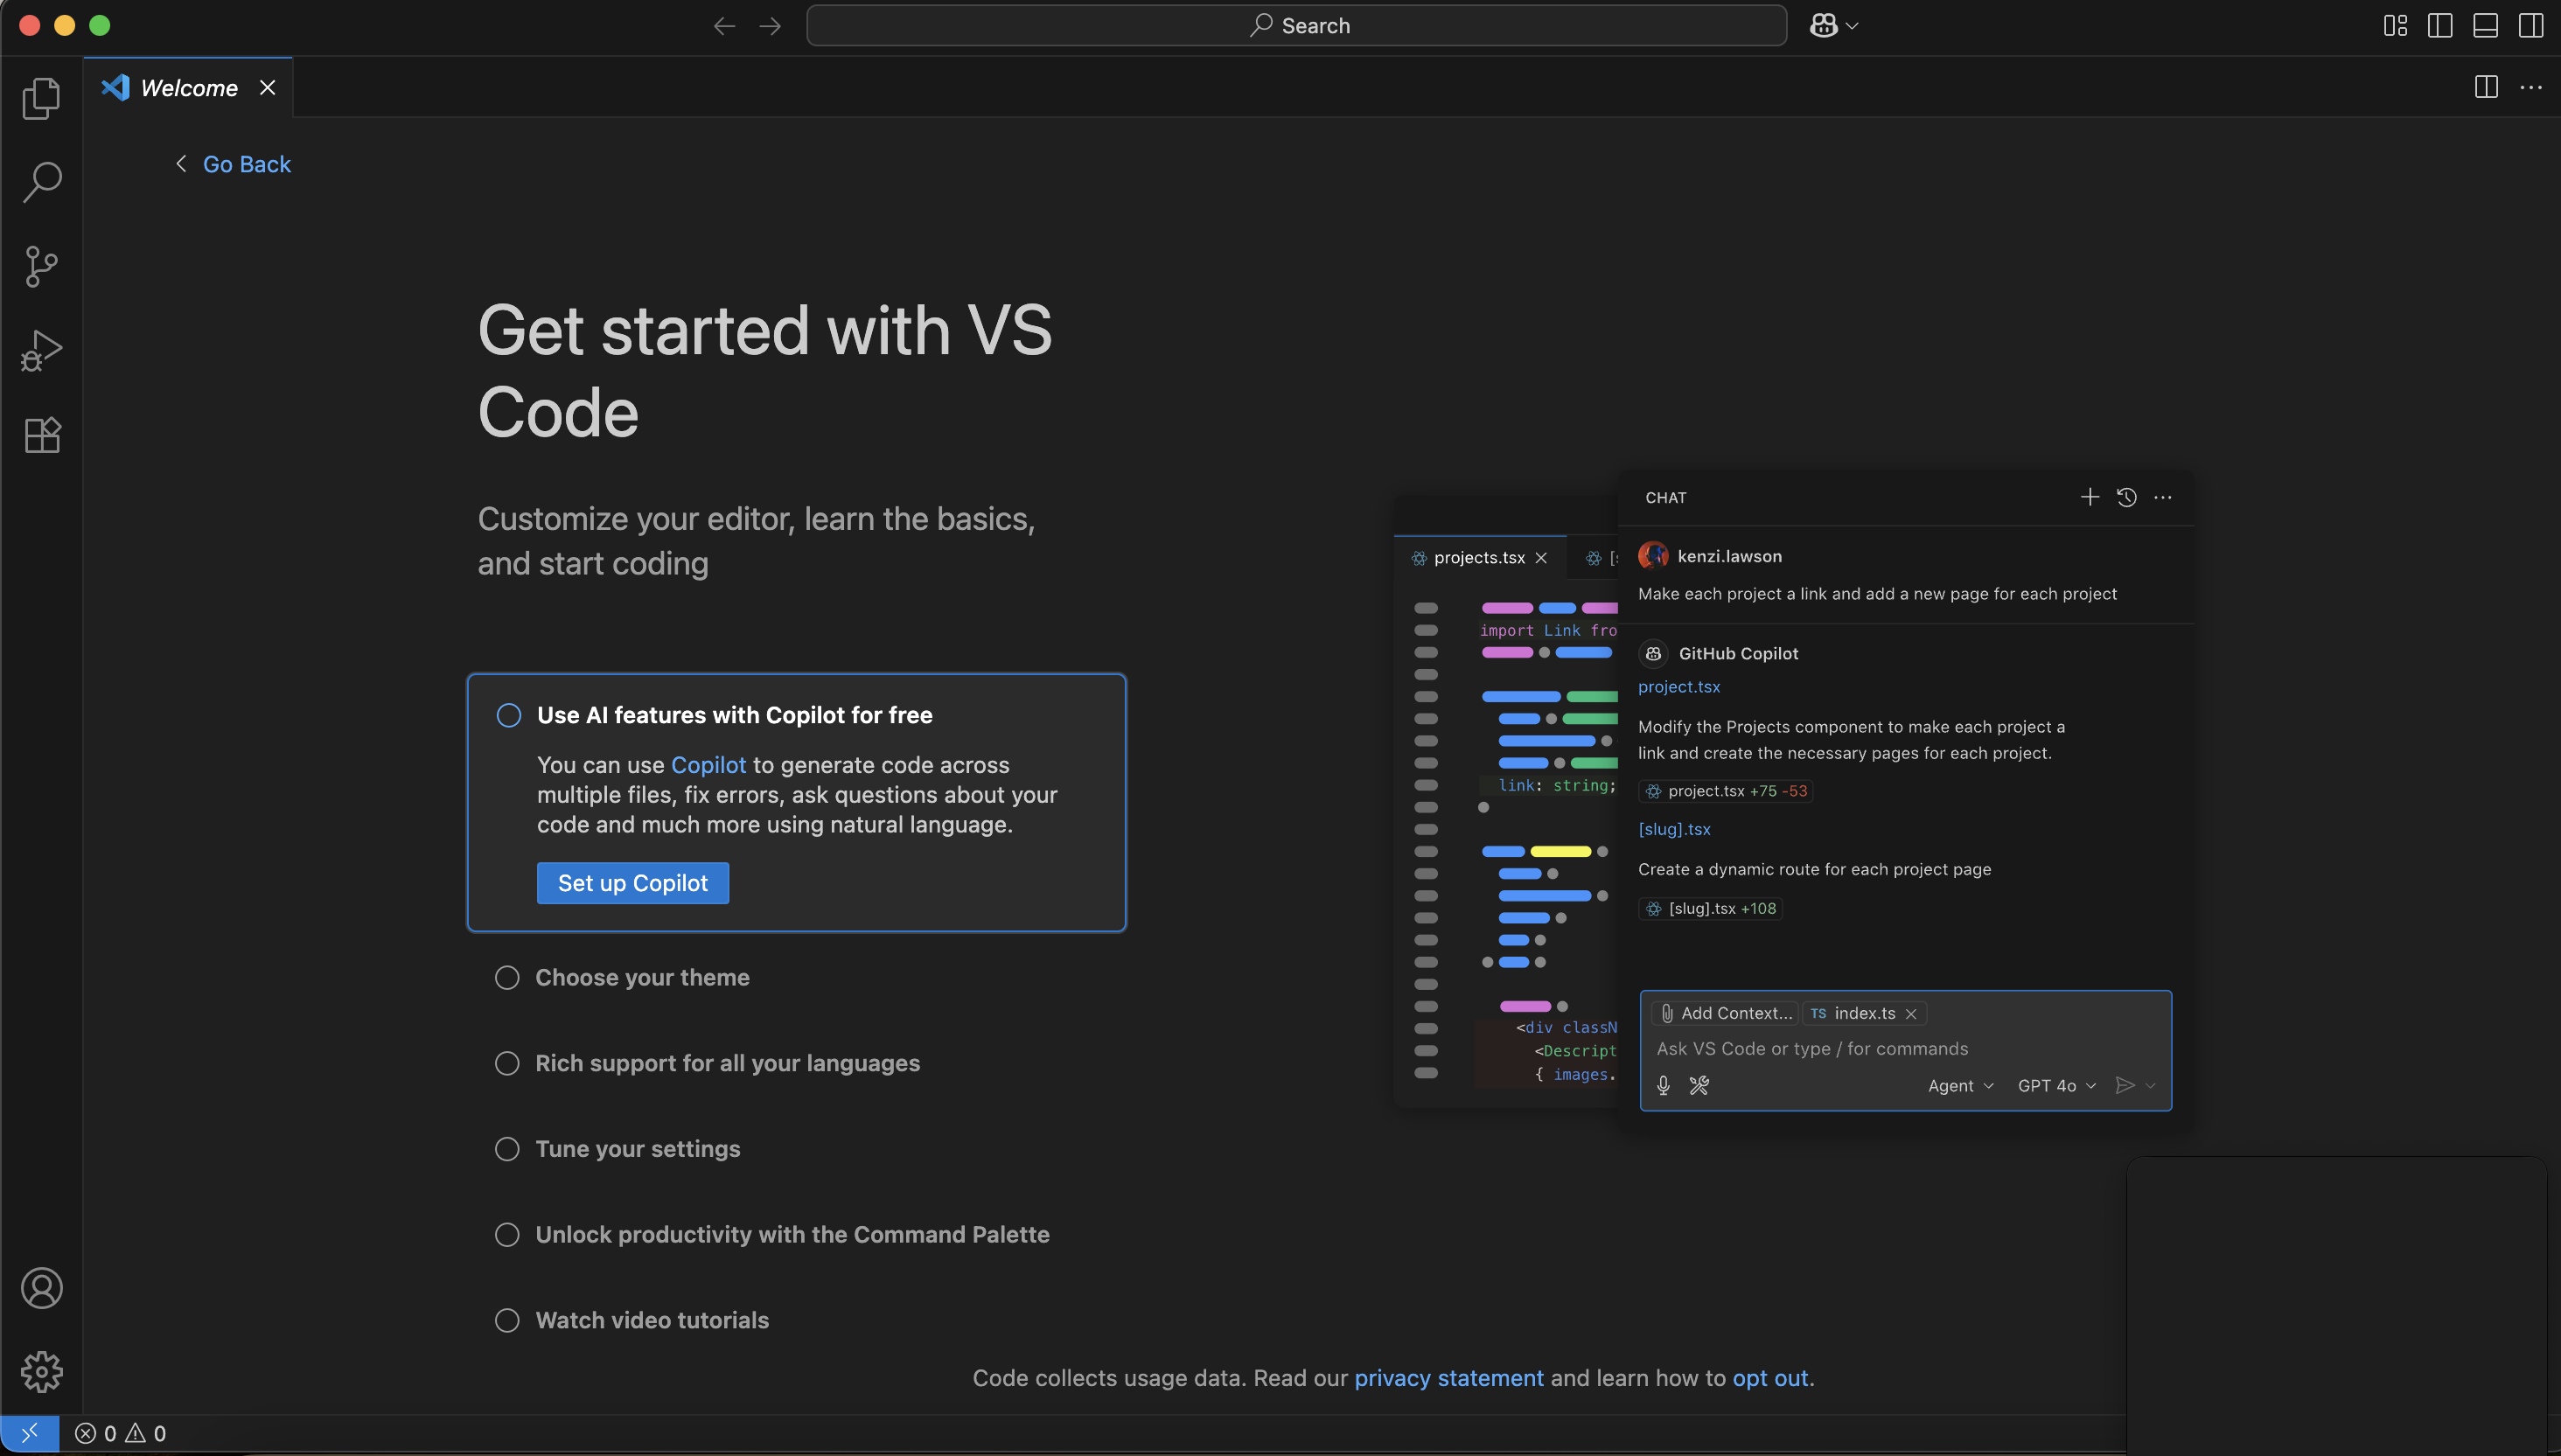 Search
Welcome
Go Back
Get started with VS
Code
Customize your editor, learn the basics,
and start coding
Use AI features with Copilot for free
You can use Copilot to generate code across
multiple files, fix errors, ask questions about your
code and much more using natural language.
Set up Copilot
Choose your theme
Rich support for all your languages
Tune your settings
Unlock productivity with the Command Palette
Watch video tutorials
projects.tsx
import Link fro
link: string;
<div classN
<Descript
{ images.
CHAT
kenzi.lawson
Make each project a link and add a new page for each project
GitHub Copilot
project.tsx
Modify the Projects component to make each project a
link and create the necessary pages for each project.
project.tsx +75 -53
[slug].tsx
Create a dynamic route for each project page
[slug].tsx +108
Add Context... TS index.ts
Ask VS Code or type / for commands
Agent GPT 4o
Code collects usage data. Read our privacy statement and learn how to opt out.
0 0